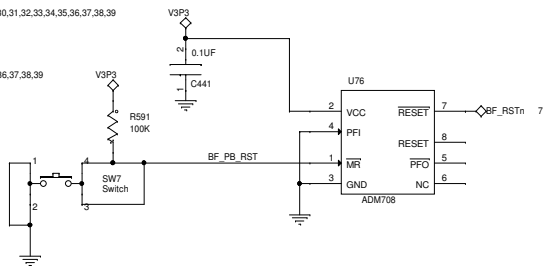 0,31,32,33,34,35,36,37,38,39
V3P3
2
0.1UF
36,37,38,39
V3P3
C441
1
U76
R591
100K
2 VCC RESET 7 BF_RSTn 7
4 PFI
RESET 8
1 4 BF_PB_RST 1 MR PFO 5
SW7
Switch
3 GND NC 6
2 3
ADM708